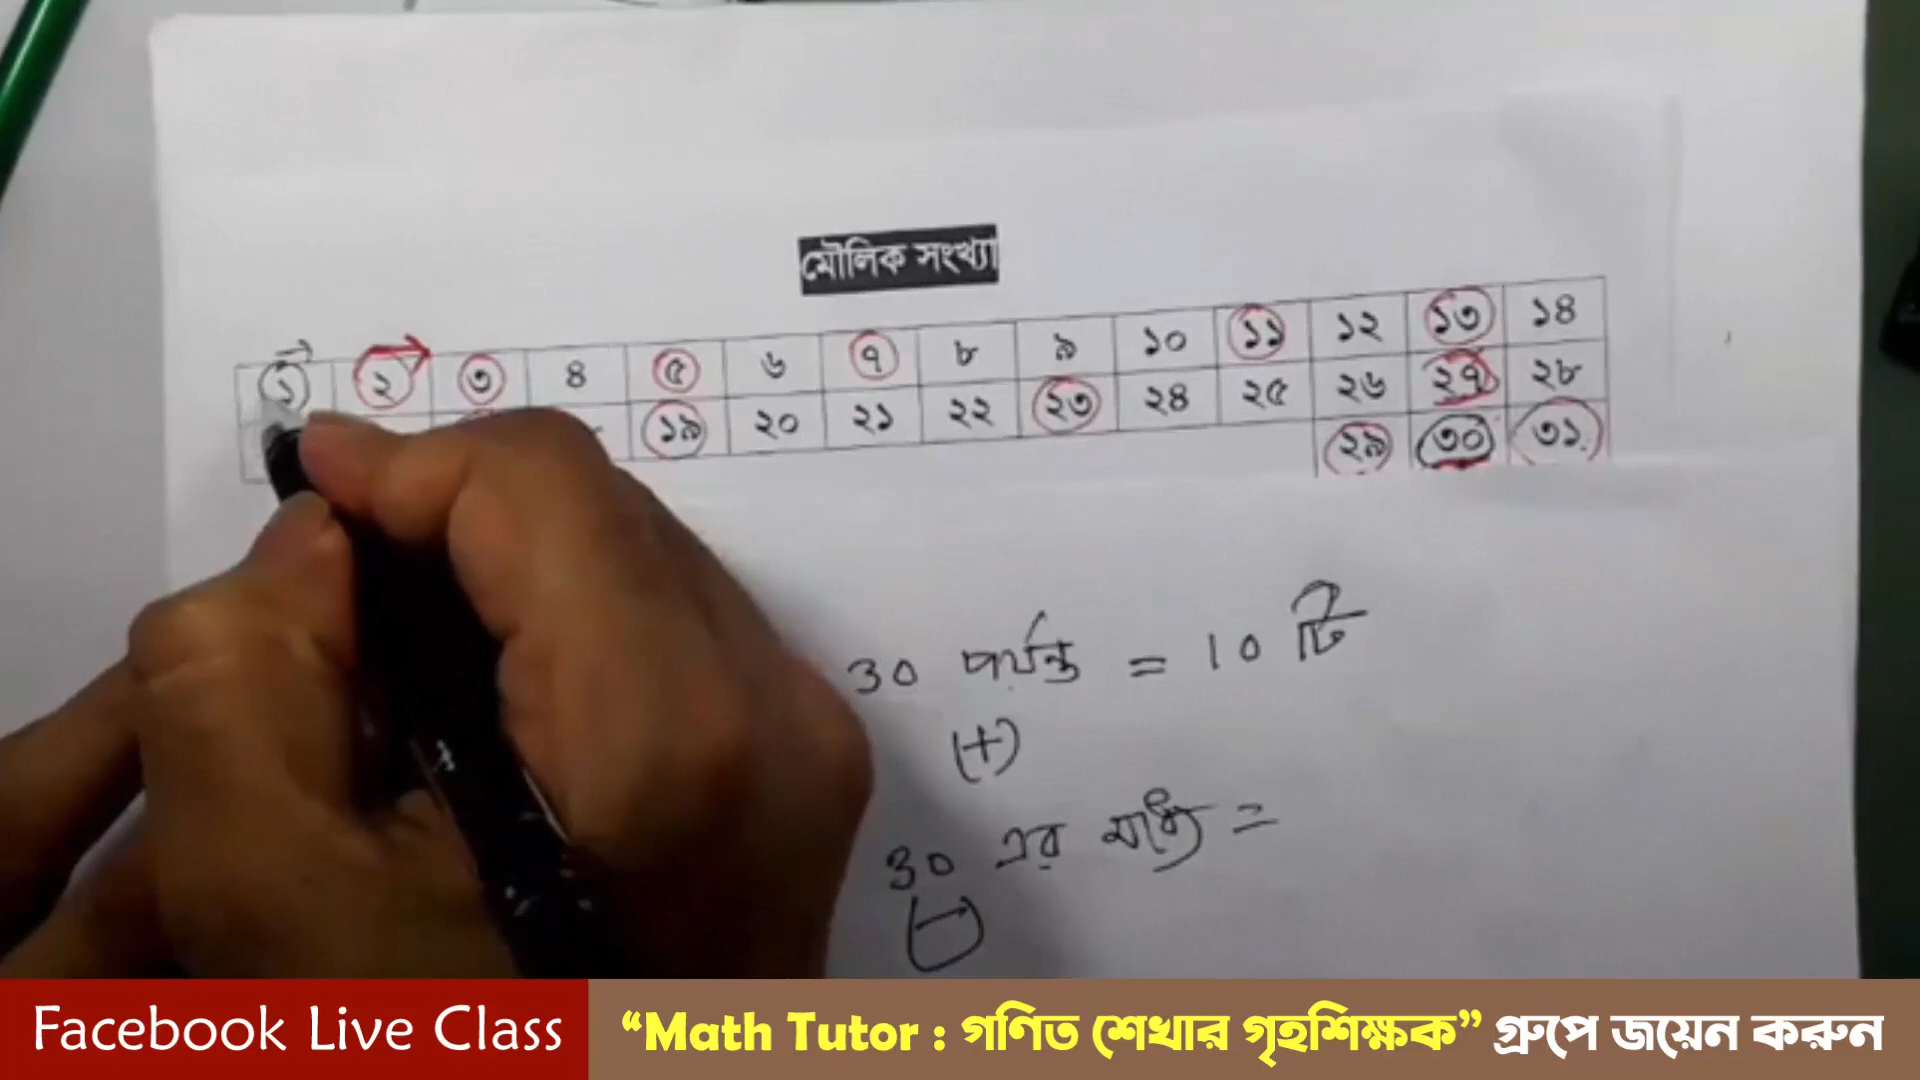 মৌলিক সংখ্যা
১ ২ ৩ ৪ ৫ ৬ ৭ ৮ ৯ ১০ ১১ ১২ ১৩ ১৪
১৯ ২০ ২১ ২২ ২৩ ২৪ ২৫ ২৬ ২৭ ২৮
২৯ ৩০ ৩১
30 পর্যন্ত = 10 টি
(+)
30 এর মধ্যে =
Facebook Live Class “Math Tutor : গণিত শেখার গৃহশিক্ষক” গ্রুপে জয়েন করুন